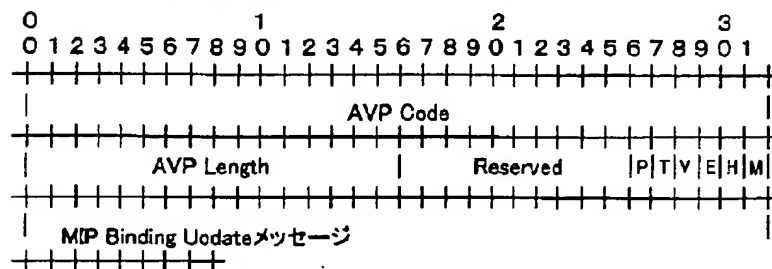 0 1 2 3
0 1 2 3 4 5 6 7 8 9 0 1 2 3 4 5 6 7 8 9 0 1 2 3 4 5 6 7 8 9 0 1
AVP Code
AVP Length Reserved P T V E H M
MIP Binding Uodateメッセージ